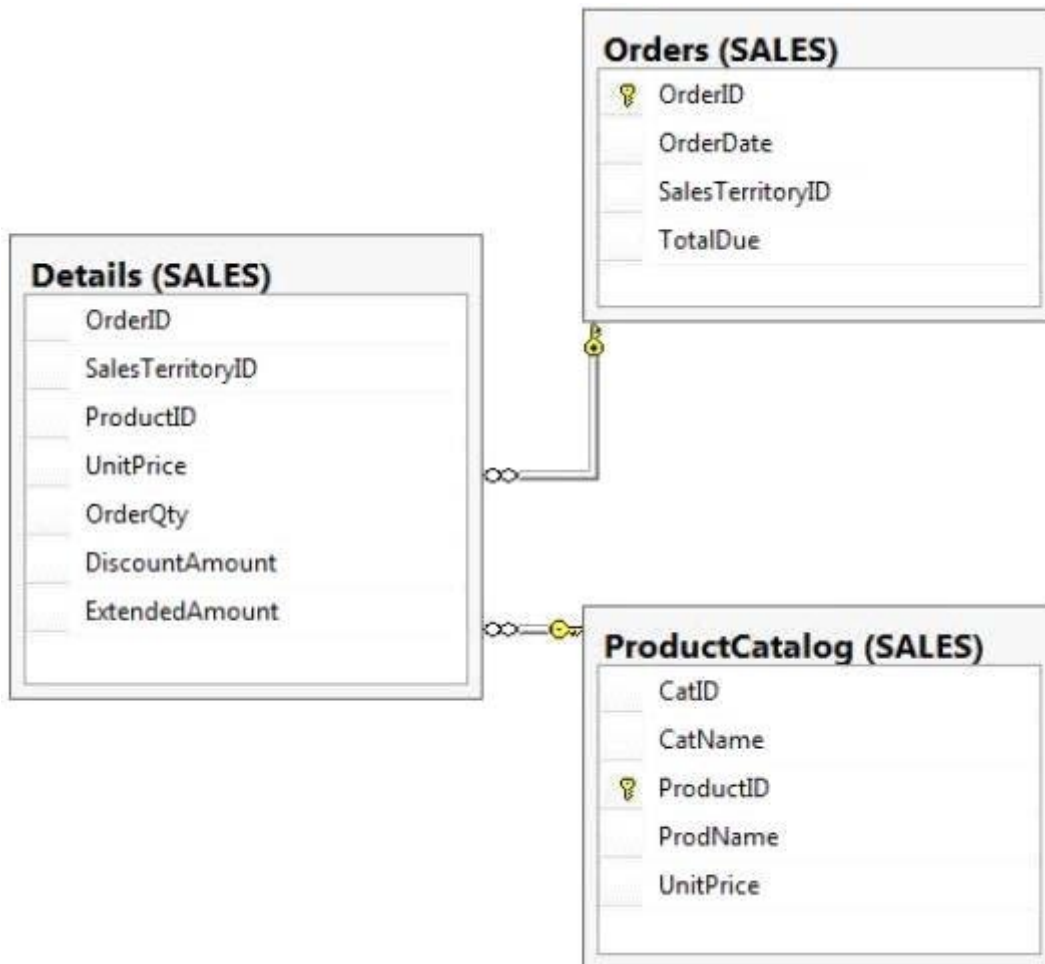 Orders (SALES)
OrderID
OrderDate
SalesTerritoryID
TotalDue
Details (SALES)
OrderID
SalesTerritoryID
ProductID
UnitPrice
OrderQty
DiscountAmount
ExtendedAmount
ProductCatalog (SALES)
CatID
CatName
ProductID
ProdName
UnitPrice